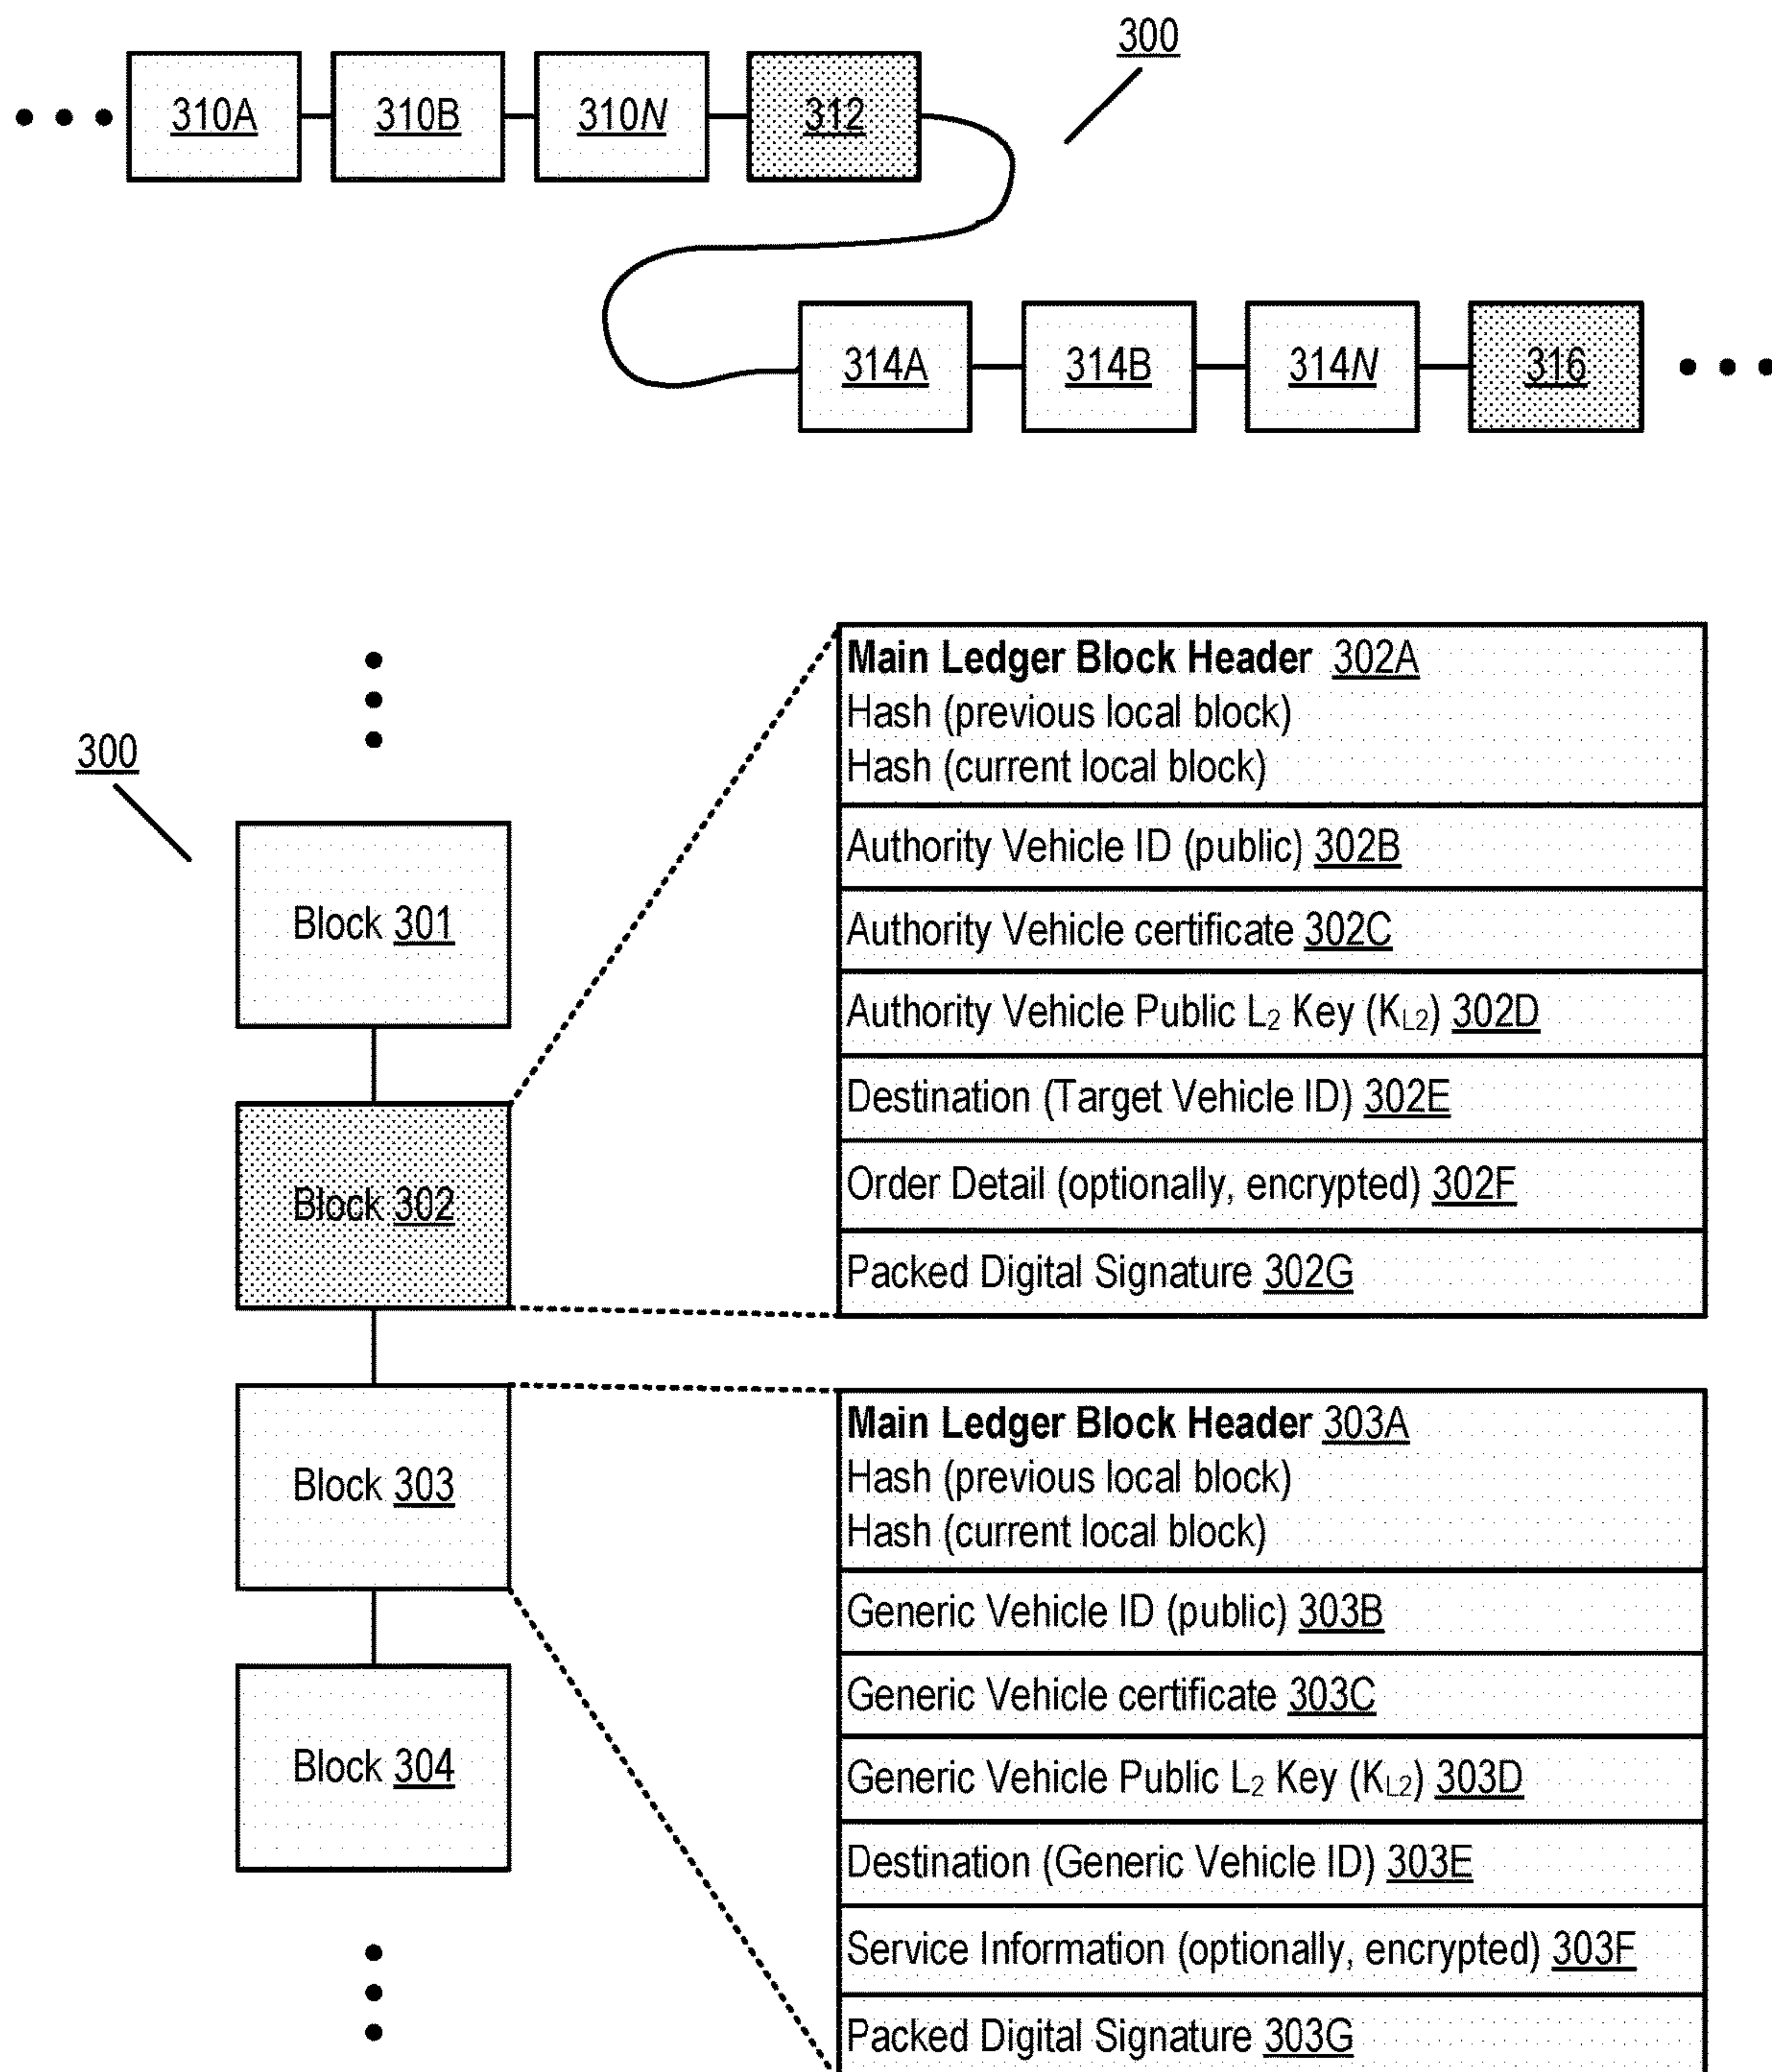 300
310A 310B 310N 312
314A 314B 314N 316
300
Block 301
Block 302
Block 303
Block 304
Main Ledger Block Header 302A
Hash (previous local block)
Hash (current local block)
Authority Vehicle ID (public) 302B
Authority Vehicle certificate 302C
Authority Vehicle Public L₂ Key (K_L2) 302D
Destination (Target Vehicle ID) 302E
Order Detail (optionally, encrypted) 302F
Packed Digital Signature 302G
Main Ledger Block Header 303A
Hash (previous local block)
Hash (current local block)
Generic Vehicle ID (public) 303B
Generic Vehicle certificate 303C
Generic Vehicle Public L₂ Key (K_L2) 303D
Destination (Generic Vehicle ID) 303E
Service Information (optionally, encrypted) 303F
Packed Digital Signature 303G